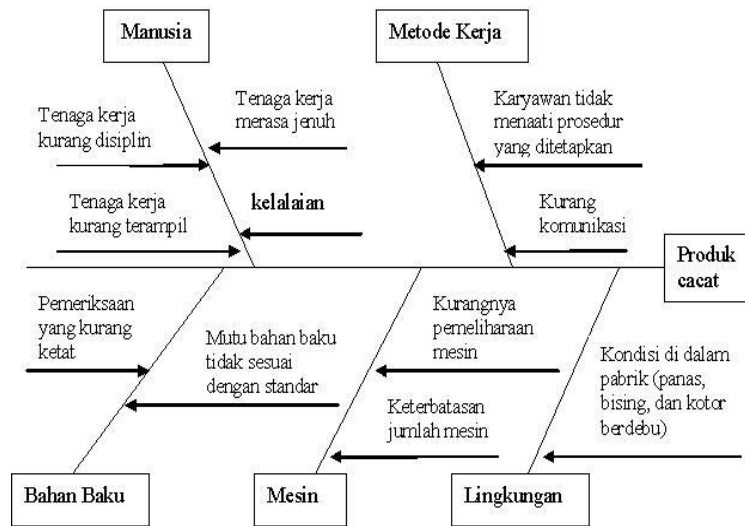 Manusia
Metode Kerja
Tenaga kerja
kurang disiplin
Tenaga kerja
merasa jenuh
Karyawan tidak
menaati prosedur
yang ditetapkan
Tenaga kerja
kurang terampil
kelalaian
Kurang
komunikasi
Produk
cacat
Pemeriksaan
yang kurang
ketat
Mutu bahan baku
tidak sesuai
dengan standar
Kurangnya
pemeliharaan
mesin
Keterbatasan
jumlah mesin
Kondisi di dalam
pabrik (panas,
bising, dan kotor
berdebu)
Bahan Baku
Mesin
Lingkungan